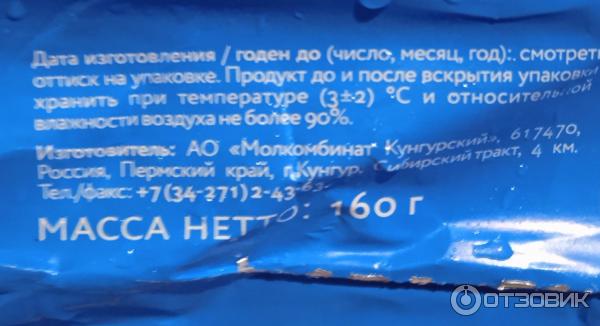 Дата изготовления / годен до (число, месяц, год): смотреть
оттиск на упаковке. Продукт до и после вскрытия упаковки
хранить при температуре (3±2) °С и относительной
влажности воздуха не более 90%.
Изготовитель: АО «Молкомбинат Кунгурский», 617470,
Россия, Пермский край, г.Кунгур, Сибирский тракт, 4 км.
Тел./факс: +7(34-271)2-43-63
МАССА НЕТТО: 160 г
ОТЗОВИК